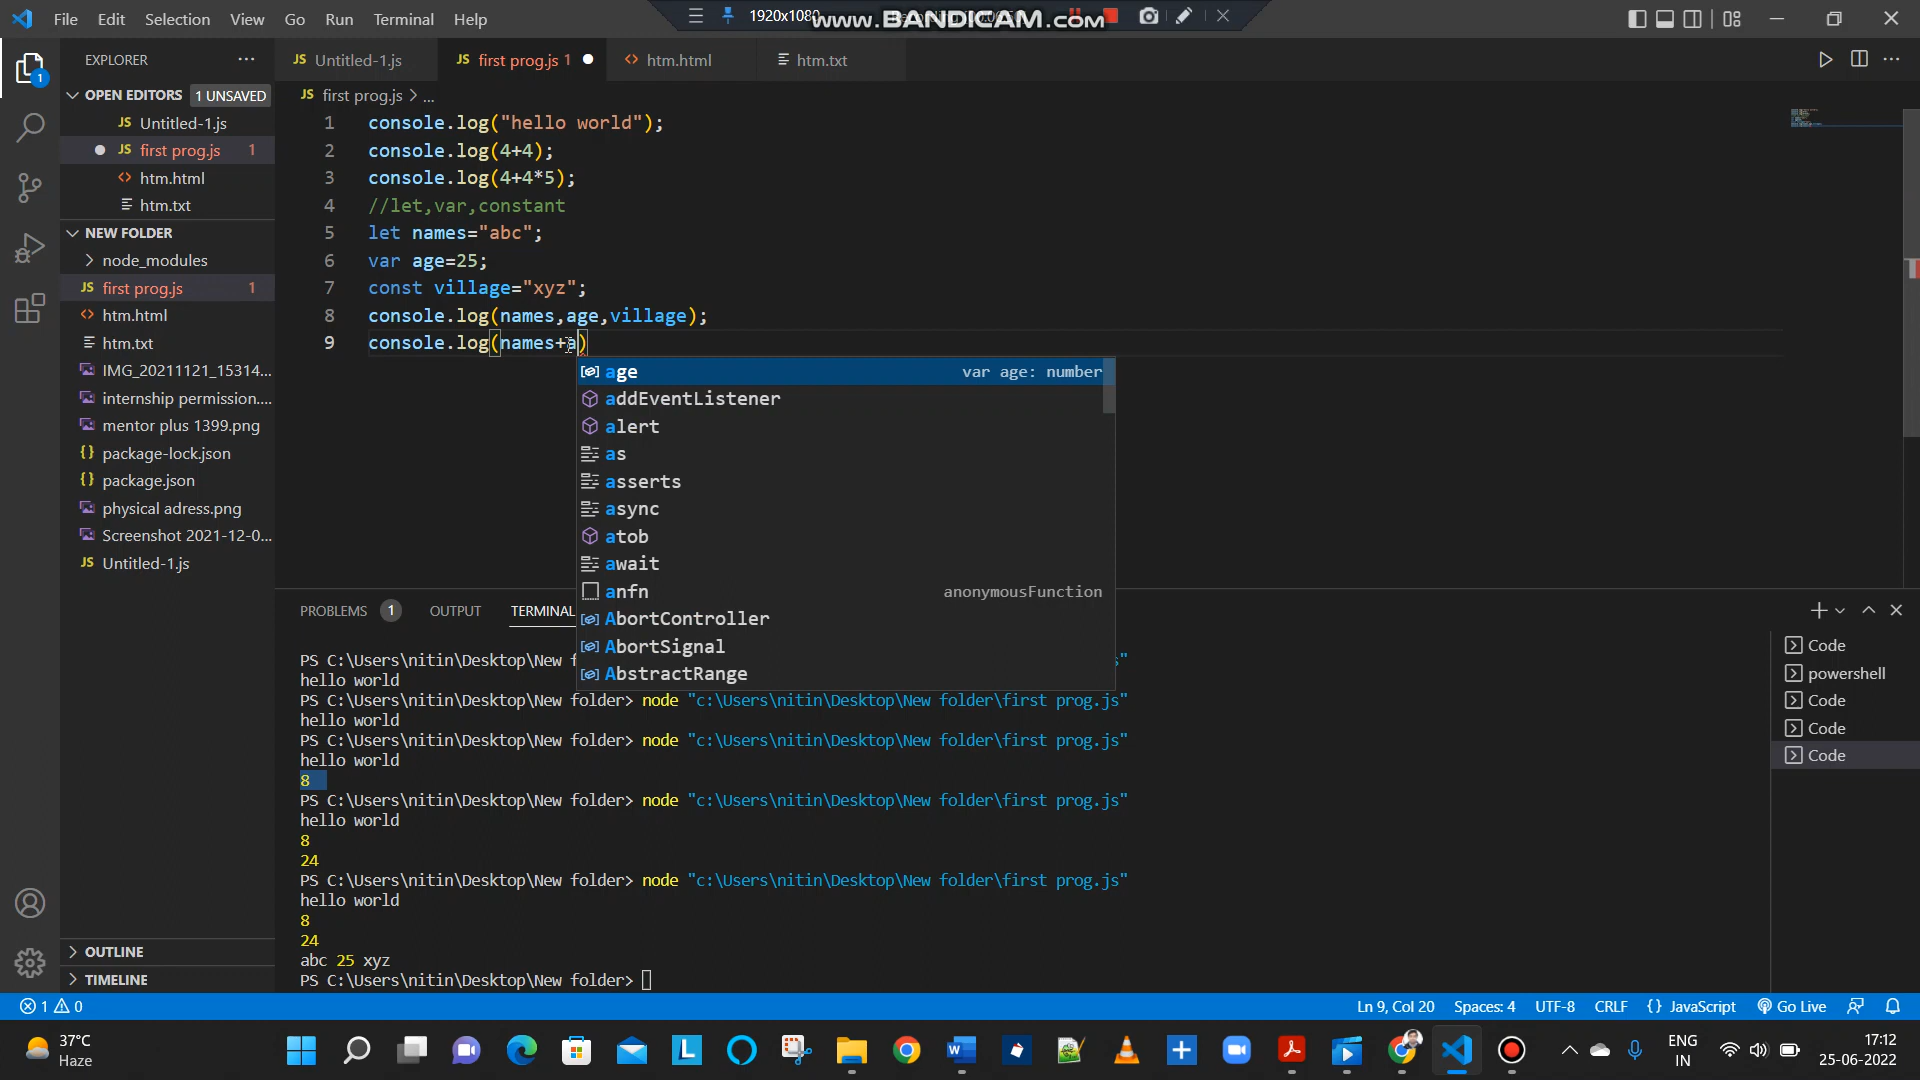 File Edit Selection View Go Run Terminal Help
1920x1080
www.BANDICAM.com
EXPLORER
Untitled-1.js
first prog.js 1
htm.html
htm.txt
OPEN EDITORS 1 UNSAVED
first prog.js > ...
Untitled-1.js
first prog.js 1
htm.html
htm.txt
NEW FOLDER
node_modules
first prog.js 1
htm.html
htm.txt
IMG_20211121_15314...
internship permission....
mentor plus 1399.png
package-lock.json
package.json
physical adress.png
Screenshot 2021-12-0...
Untitled-1.js
OUTLINE
TIMELINE
1 console.log("hello world");
2 console.log(4+4);
3 console.log(4+4*5);
4 //let,var,constant
5 let names="abc";
6 var age=25;
7 const village="xyz";
8 console.log(names,age,village);
9 console.log(names+a)
age var age: number
addEventListener
alert
as
asserts
async
atob
await
anfn anonymousFunction
AbortController
AbortSignal
AbstractRange
PROBLEMS 1 OUTPUT TERMINAL
PS C:\Users\nitin\Desktop\New f s"
hello world
PS C:\Users\nitin\Desktop\New folder> node "c:\Users\nitin\Desktop\New folder\first prog.js"
hello world
PS C:\Users\nitin\Desktop\New folder> node "c:\Users\nitin\Desktop\New folder\first prog.js"
hello world
8
PS C:\Users\nitin\Desktop\New folder> node "c:\Users\nitin\Desktop\New folder\first prog.js"
hello world
8
24
PS C:\Users\nitin\Desktop\New folder> node "c:\Users\nitin\Desktop\New folder\first prog.js"
hello world
8
24
abc 25 xyz
PS C:\Users\nitin\Desktop\New folder>
Code
powershell
Code
Code
Code
1 0
Ln 9, Col 20 Spaces: 4 UTF-8 CRLF {} JavaScript Go Live
37°C
Haze
ENG
IN
17:12
25-06-2022